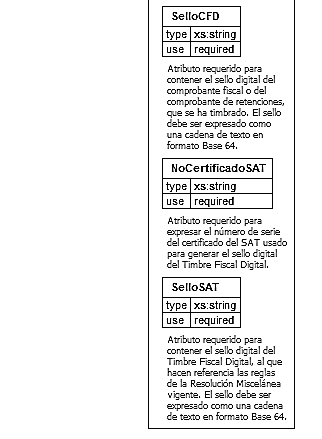 SelloCFD
type xs:string
use required
Atributo requerido para
contener el sello digital del
comprobante fiscal o del
comprobante de retenciones,
que se ha timbrado. El sello
debe ser expresado como
una cadena de texto en
formato Base 64.
NoCertificadoSAT
type xs:string
use required
Atributo requerido para
expresar el número de serie
del certificado del SAT usado
para generar el sello digital
del Timbre Fiscal Digital.
SelloSAT
type xs:string
use required
Atributo requerido para
contener el sello digital del
Timbre Fiscal Digital, al que
hacen referencia las reglas
de la Resolución Miscelánea
vigente. El sello debe ser
expresado como una cadena
de texto en formato Base 64.